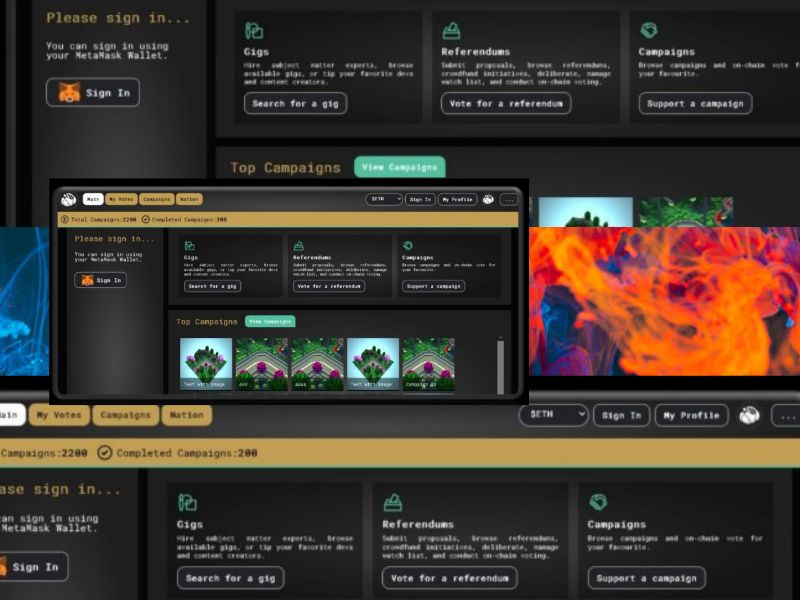 Please sign in...
You can sign in using
your MetaMask Wallet.
Sign In
Gigs
Hire subject matter experts, browse
available gigs, or tip your favorite devs
and content creators.
Search for a gig
Referendums
Submit proposals, browse referendums,
crowdfund initiatives, deliberate, manage
watch list, and conduct on-chain voting.
Vote for a referendum
Campaigns
Browse campaigns and on-chain vote f
your favourite.
Support a campaign
Top Campaigns
View Campaigns
Main
My Votes
Campaigns
Nation
$ETH
Sign In
My Profile
...
Total Campaigns:2200
Completed Campaigns:200
Please sign in...
You can sign in using
your MetaMask Wallet.
Sign In
Gigs
Hire subject matter experts, browse
available gigs, or tip your favorite devs
and content creators.
Search for a gig
Referendums
Submit proposals, browse referendums,
crowdfund initiatives, deliberate, manage
watch list, and conduct on-chain voting.
Vote for a referendum
Campaigns
Browse campaigns and on-chain vote for
your favourite.
Support a campaign
Top Campaigns
View Campaigns
Test with image
aaaa
Test with image
ain
My Votes
Campaigns
Nation
$ETH
Sign In
My Profile
...
Campaigns:2200
Completed Campaigns:200
ase sign in...
an sign in using
MetaMask Wallet.
Sign In
Gigs
Hire subject matter experts, browse
available gigs, or tip your favorite devs
and content creators.
Search for a gig
Referendums
Submit proposals, browse referendums,
crowdfund initiatives, deliberate, manage
watch list, and conduct on-chain voting.
Vote for a referendum
Campaigns
Browse campaigns and on-chain vote for
your favourite.
Support a campaign